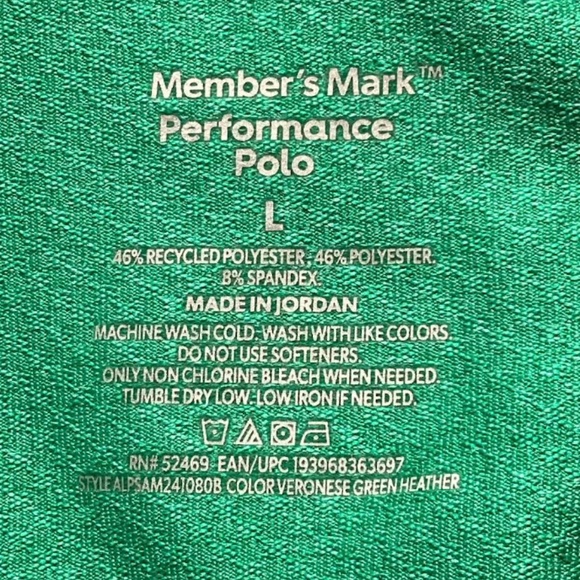 Member's Mark™
Performance
Polo
L
46% RECYCLED POLYESTER, 46% POLYESTER.
8% SPANDEX.
MADE IN JORDAN
MACHINE WASH COLD. WASH WITH LIKE COLORS.
DO NOT USE SOFTENERS.
ONLY NON CHLORINE BLEACH WHEN NEEDED.
TUMBLE DRY LOW. LOW IRON IF NEEDED.
RN# 52469 EAN/UPC 193968363697
STYLE ALPSAM241080B COLOR VERONESE GREEN HEATHER